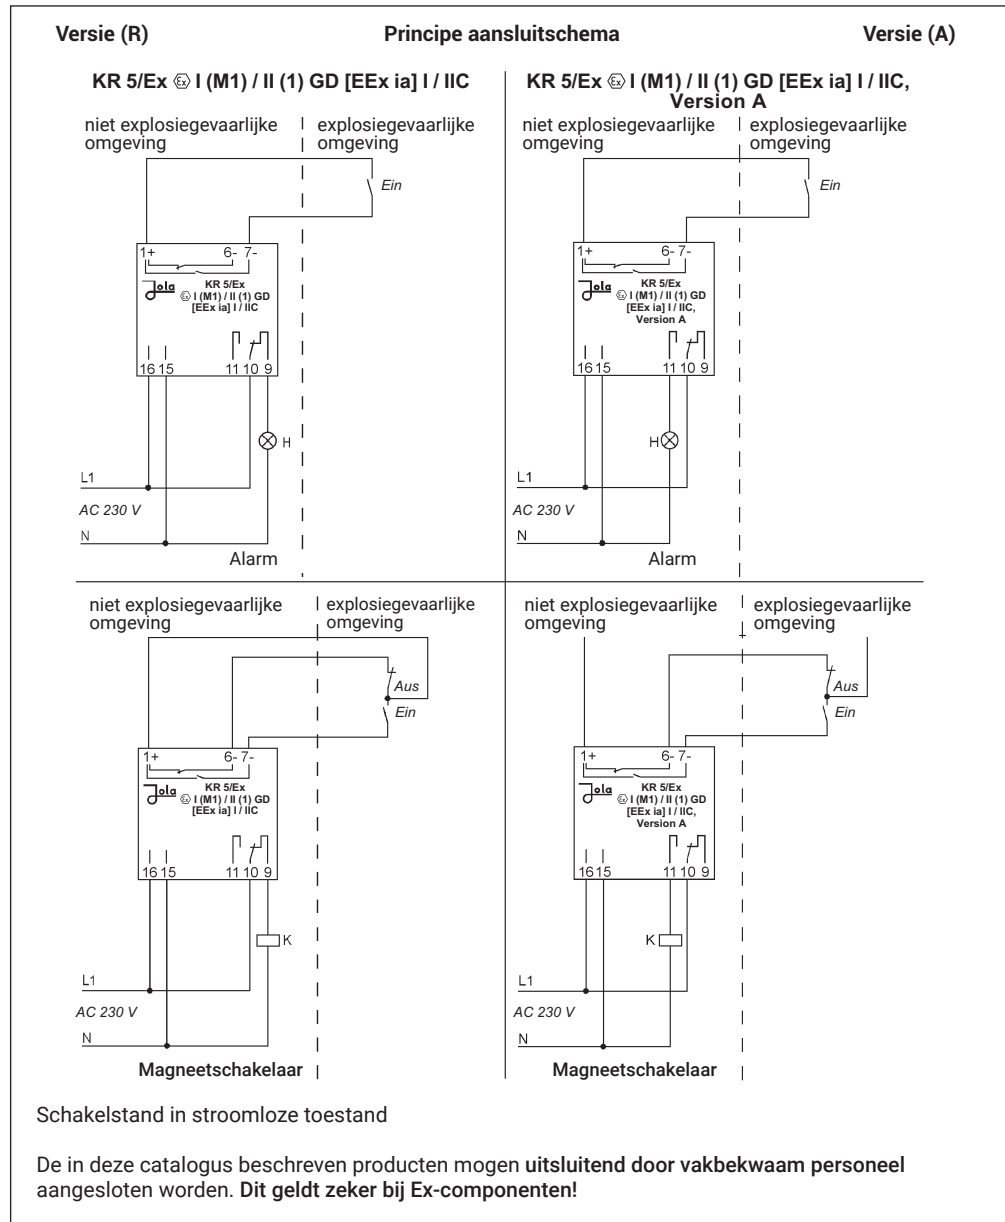 Versie (R) Principe aansluitschema Versie (A)
KR 5/Ex Ex I (M1) / II (1) GD [EEx ia] I / IIC
niet explosiegevaarlijke omgeving
explosiegevaarlijke omgeving
Ein
1+ 6- 7-
Jola
KR 5/Ex
Ex I (M1) / II (1) GD
[EEx ia] I / IIC
16 15 11 10 9
H
L1
AC 230 V
N
Alarm
KR 5/Ex Ex I (M1) / II (1) GD [EEx ia] I / IIC,
Version A
niet explosiegevaarlijke omgeving
explosiegevaarlijke omgeving
Ein
1+ 6- 7-
Jola
KR 5/Ex
Ex I (M1) / II (1) GD
[EEx ia] I / IIC,
Version A
16 15 11 10 9
H
L1
AC 230 V
N
Alarm
niet explosiegevaarlijke omgeving
explosiegevaarlijke omgeving
Aus
Ein
1+ 6- 7-
Jola
KR 5/Ex
Ex I (M1) / II (1) GD
[EEx ia] I / IIC
16 15 11 10 9
K
L1
AC 230 V
N
Magneetschakelaar
niet explosiegevaarlijke omgeving
explosiegevaarlijke omgeving
Aus
Ein
1+ 6- 7-
Jola
KR 5/Ex
Ex I (M1) / II (1) GD
[EEx ia] I / IIC,
Version A
16 15 11 10 9
K
L1
AC 230 V
N
Magneetschakelaar
Schakelstand in stroomloze toestand
De in deze catalogus beschreven producten mogen uitsluitend door vakbekwaam personeel
aangesloten worden. Dit geldt zeker bij Ex-componenten!